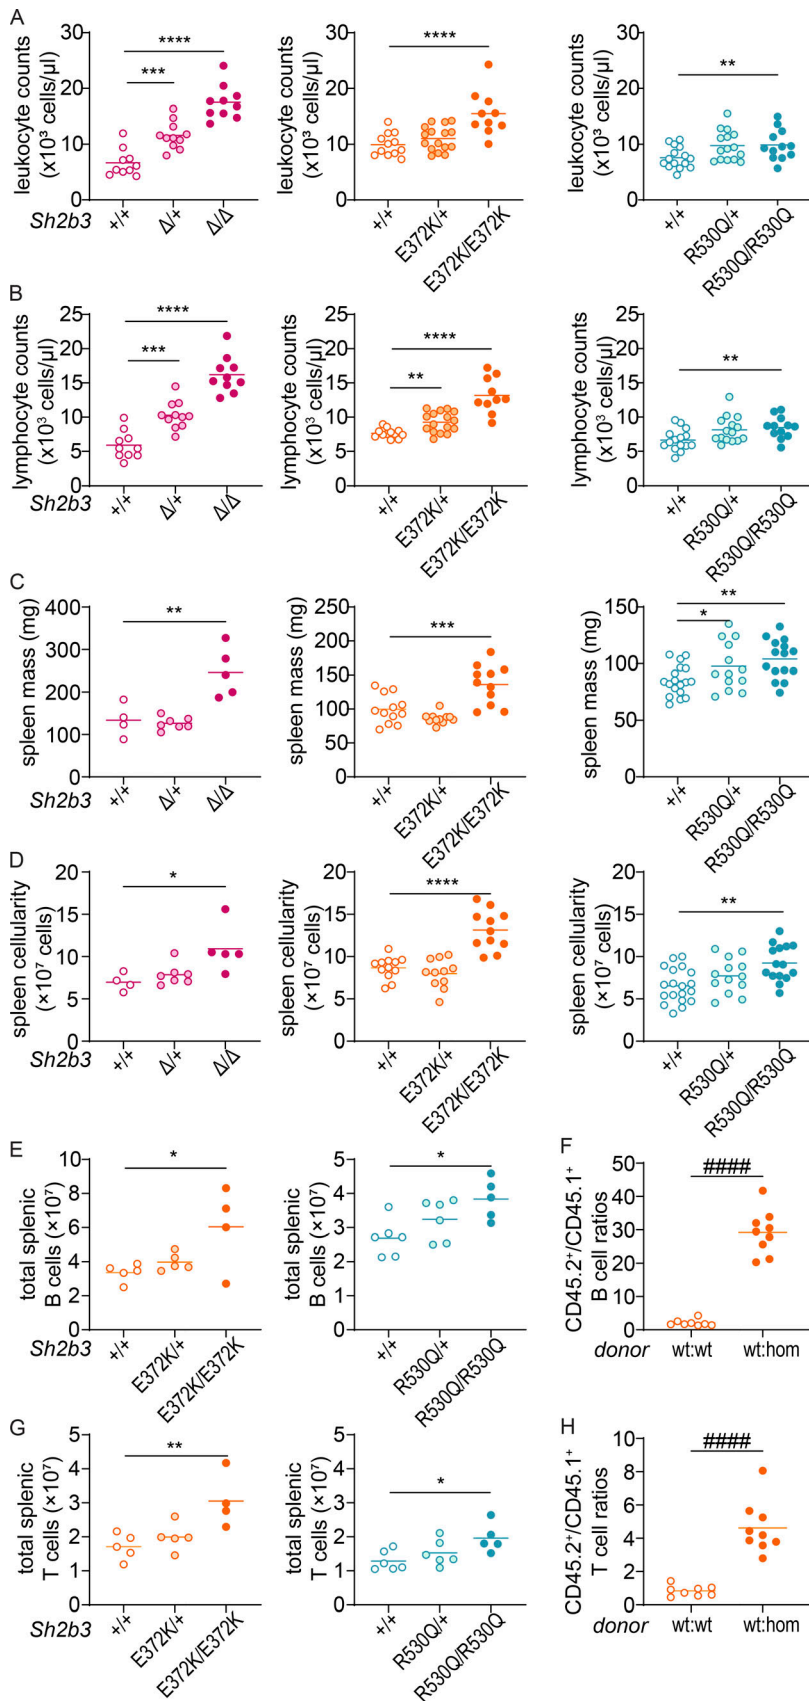 A
leukocyte counts
(x10³ cells/µl)
30
20
10
0
****
***
Sh2b3
+/+
Δ/+
Δ/Δ
leukocyte counts
(x10³ cells/µl)
30
20
10
0
****
+/+
E372K/+
E372K/E372K
leukocyte counts
(x10³ cells/µl)
30
20
10
0
**
+/+
R530Q/+
R530Q/R530Q
B
lymphocyte counts
(x10³ cells/µl)
25
20
15
10
5
0
****
***
Sh2b3
+/+
Δ/+
Δ/Δ
lymphocyte counts
(x10³ cells/µl)
25
20
15
10
5
0
****
**
+/+
E372K/+
E372K/E372K
lymphocyte counts
(x10³ cells/µl)
25
20
15
10
5
0
**
+/+
R530Q/+
R530Q/R530Q
C
spleen mass (mg)
400
300
200
100
0
**
Sh2b3
+/+
Δ/+
Δ/Δ
spleen mass (mg)
250
200
150
100
50
0
***
+/+
E372K/+
E372K/E372K
spleen mass (mg)
150
100
50
0
**
*
+/+
R530Q/+
R530Q/R530Q
D
spleen cellularity
(×10⁷ cells)
20
15
10
5
0
*
Sh2b3
+/+
Δ/+
Δ/Δ
spleen cellularity
(×10⁷ cells)
20
15
10
5
0
****
+/+
E372K/+
E372K/E372K
spleen cellularity
(×10⁷ cells)
20
15
10
5
0
**
+/+
R530Q/+
R530Q/R530Q
E
total splenic
B cells (×10⁷)
10
8
6
4
2
0
*
Sh2b3
+/+
E372K/+
E372K/E372K
total splenic
B cells (×10⁷)
5
4
3
2
1
0
*
+/+
R530Q/+
R530Q/R530Q
F
CD45.2⁺/CD45.1⁺
B cell ratios
50
40
30
20
10
0
####
donor
wt:wt
wt:hom
G
total splenic
T cells (×10⁷)
5
4
3
2
1
0
**
Sh2b3
+/+
E372K/+
E372K/E372K
total splenic
T cells (×10⁷)
5
4
3
2
1
0
*
+/+
R530Q/+
R530Q/R530Q
H
CD45.2⁺/CD45.1⁺
T cell ratios
10
8
6
4
2
0
####
donor
wt:wt
wt:hom